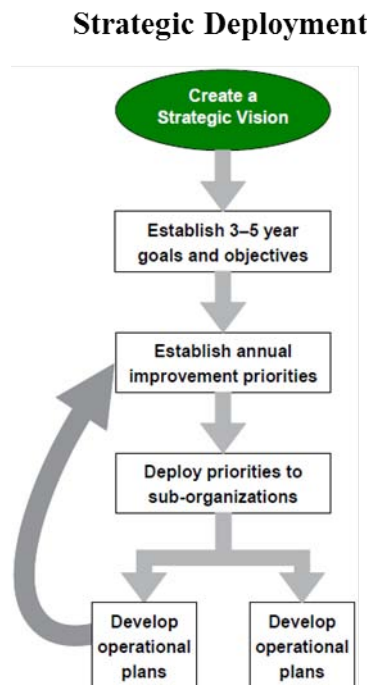 Strategic Deployment
Create a
Strategic Vision
Establish 3–5 year
goals and objectives
Establish annual
improvement priorities
Deploy priorities to
sub-organizations
Develop
operational
plans
Develop
operational
plans